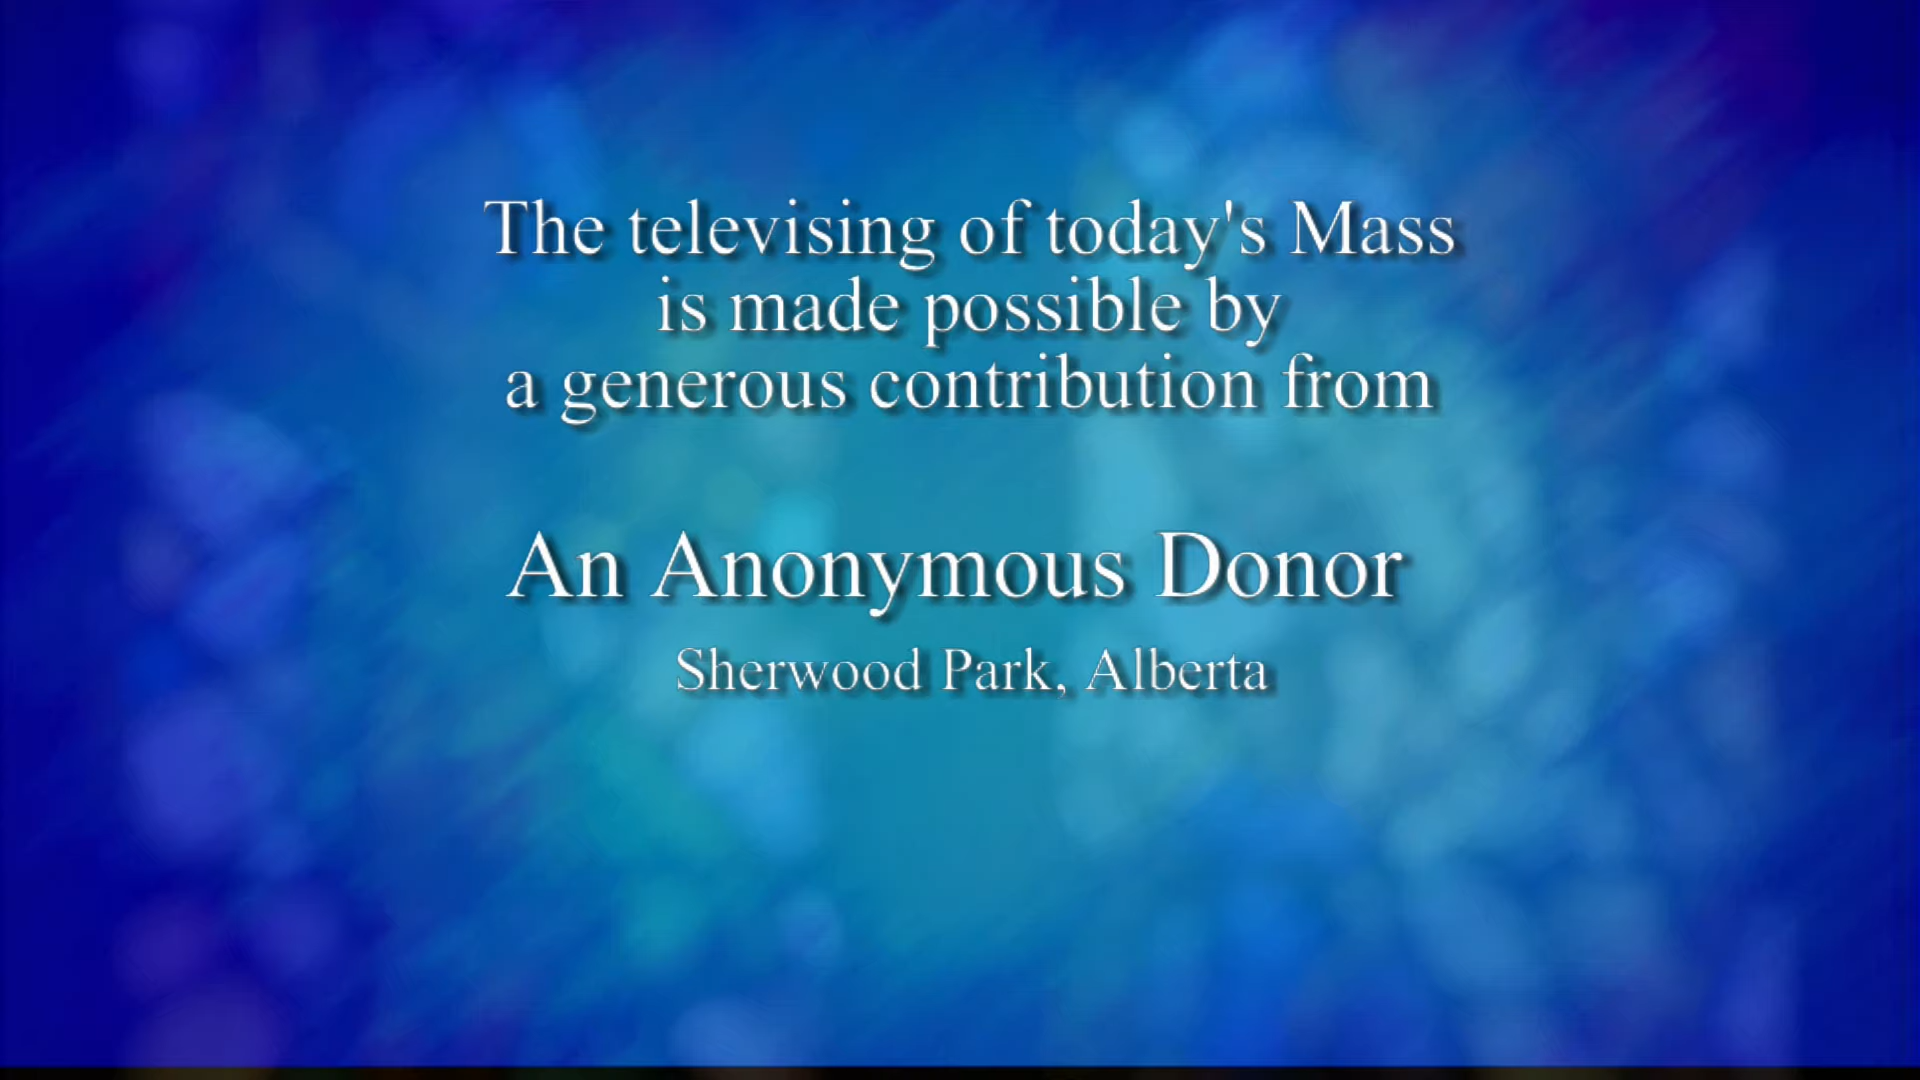 The televising of today's Mass
is made possible by
a generous contribution from
An Anonymous Donor
Sherwood Park, Alberta